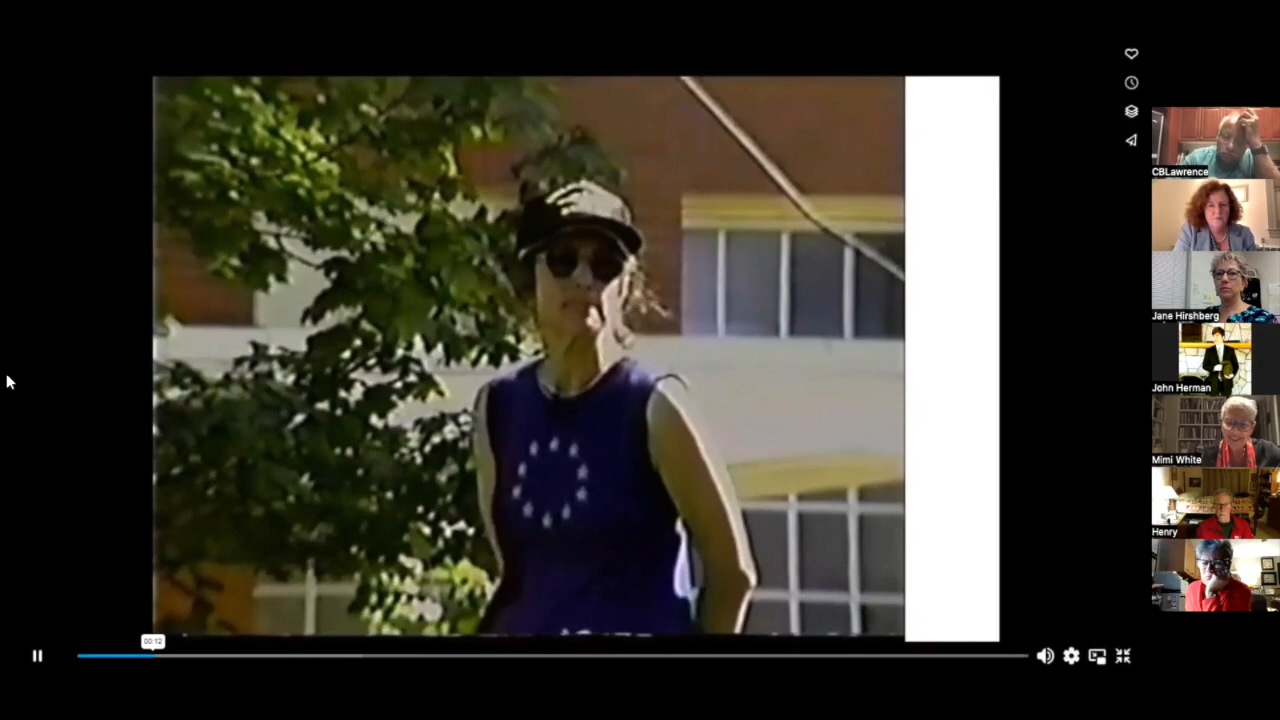 CBLawrence
Jane Hirshberg
John Herman
Mimi White
Henry
00:12